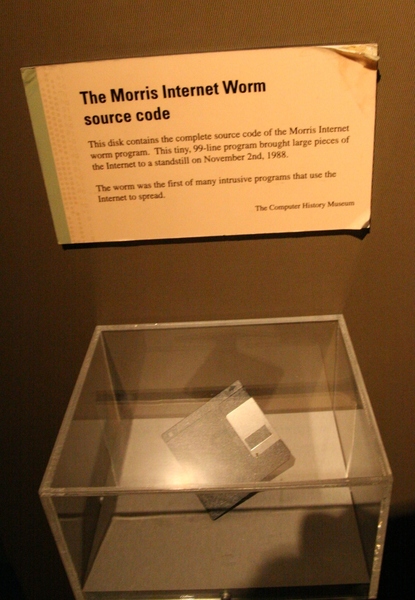 The Morris Internet Worm
source code
This disk contains the complete source code of the Morris Internet
worm program. This tiny, 99-line program brought large pieces of
the Internet to a standstill on November 2nd, 1988.
The worm was the first of many intrusive programs that use the
Internet to spread.
The Computer History Museum